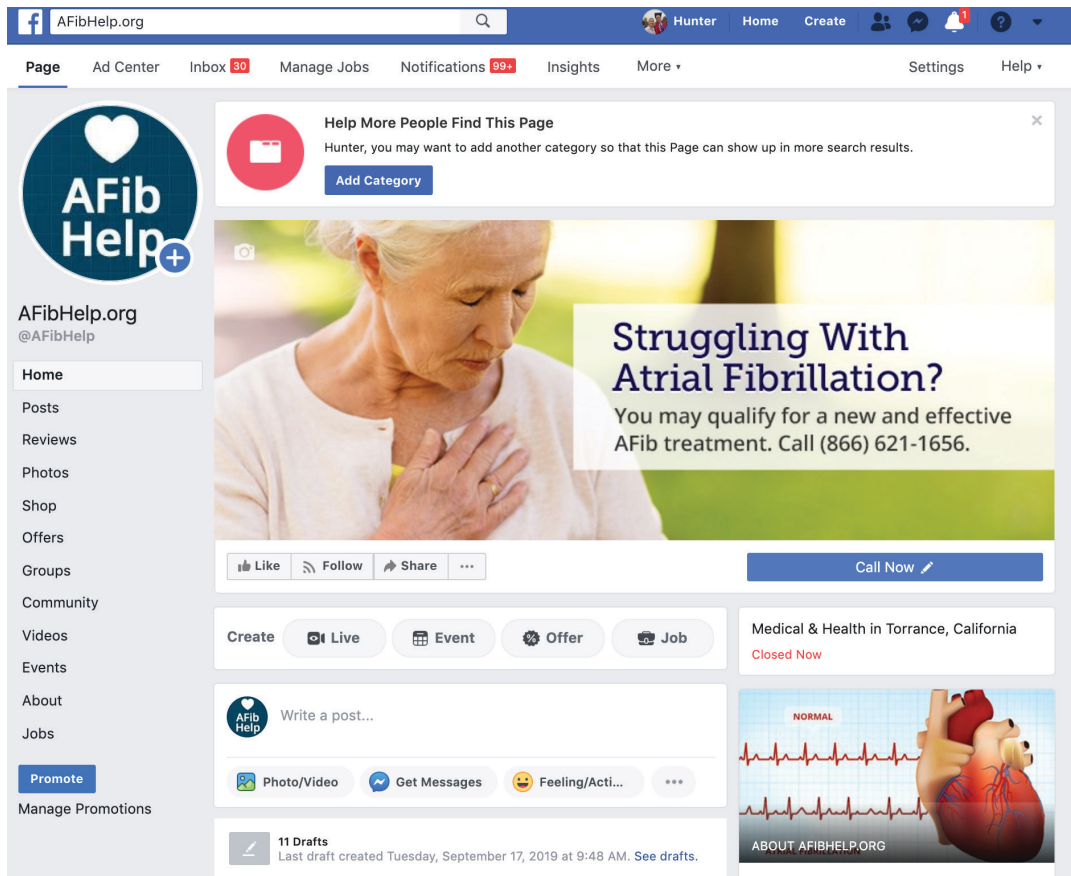 AFibHelp.org
Hunter Home Create 1
Page Ad Center Inbox 30 Manage Jobs Notifications 99+ Insights More Settings Help
AFib
Help
AFibHelp.org
@AFibHelp
Home
Posts
Reviews
Photos
Shop
Offers
Groups
Community
Videos
Events
About
Jobs
Promote
Manage Promotions
Help More People Find This Page
Hunter, you may want to add another category so that this Page can show up in more search results.
Add Category
Struggling With
Atrial Fibrillation?
You may qualify for a new and effective
AFib treatment. Call (866) 621-1656.
Like Follow Share ...
Call Now
Create Live Event Offer Job
AFib
Help
Write a post...
Photo/Video Get Messages Feeling/Acti... ...
11 Drafts
Last draft created Tuesday, September 17, 2019 at 9:48 AM. See drafts.
Medical & Health in Torrance, California
Closed Now
NORMAL
ABOUT AFIBHELP.ORG
ATRIAL FIBRILLATION